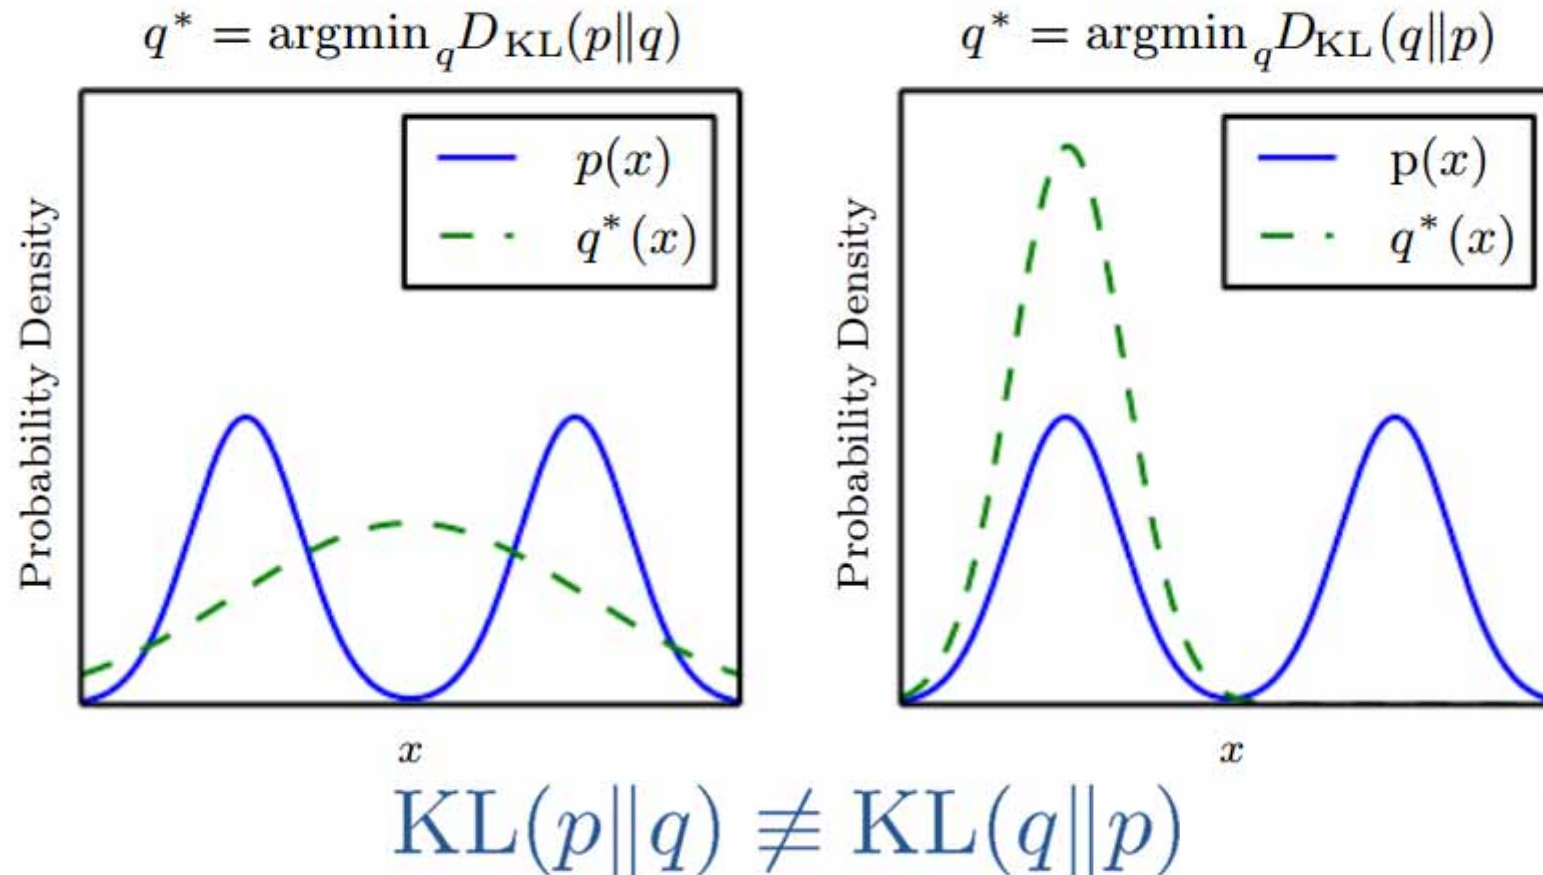 q* = argmin_q D_KL(p‖q)
Probability Density
p(x)
q*(x)
x
q* = argmin_q D_KL(q‖p)
Probability Density
p(x)
q*(x)
x
KL(p‖q) ≢ KL(q‖p)